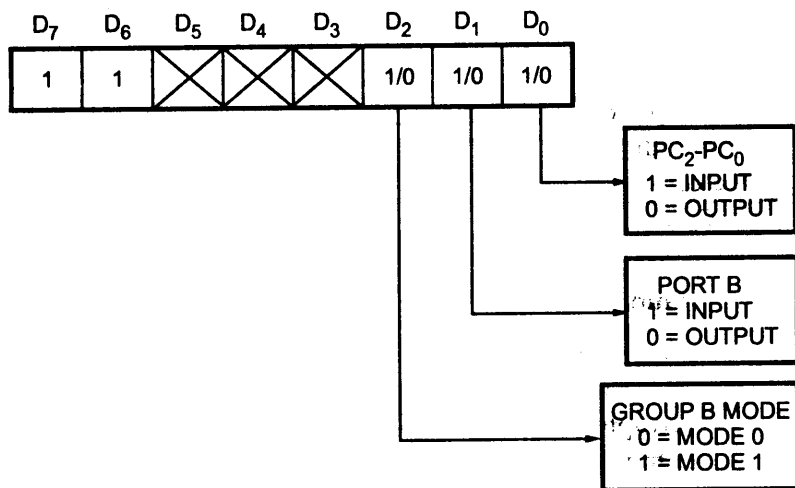 D₇ D₆ D₅ D₄ D₃ D₂ D₁ D₀
1 1 1/0 1/0 1/0
PC₂-PC₀
1 = INPUT
0 = OUTPUT
PORT B
1 = INPUT
0 = OUTPUT
GROUP B MODE
0 = MODE 0
1 = MODE 1